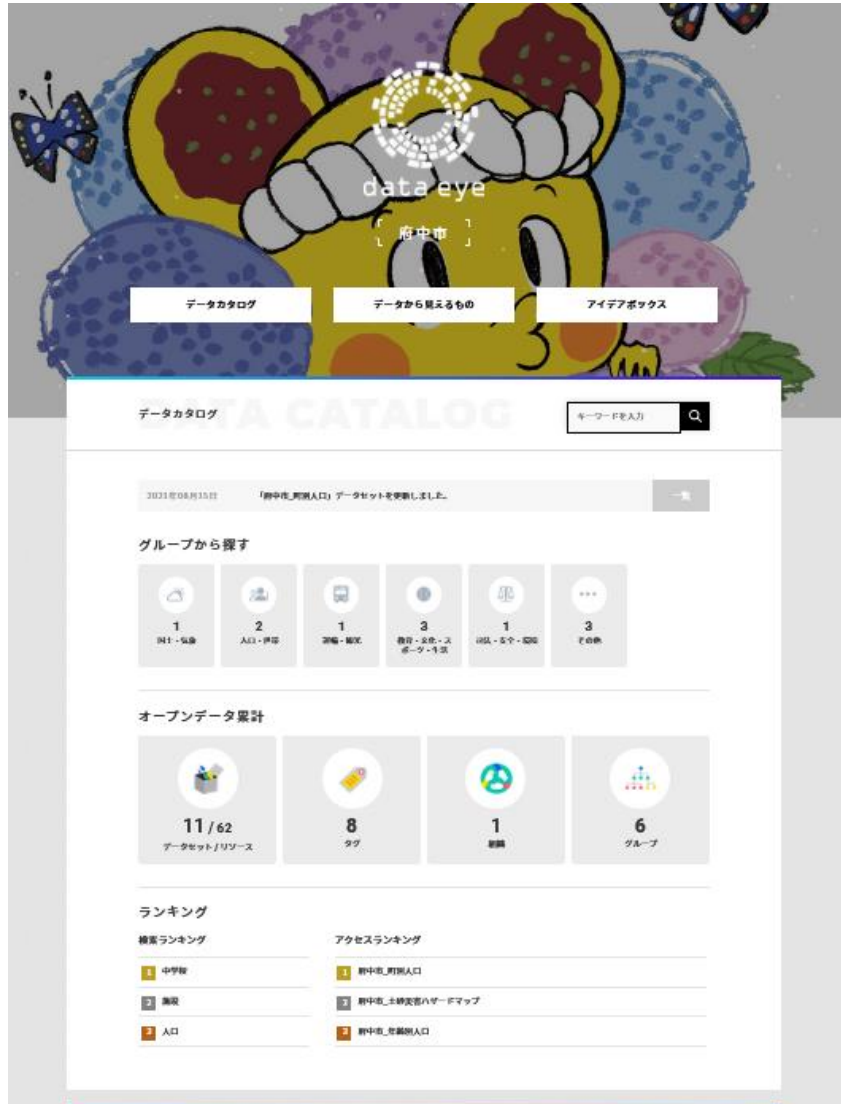 data eye
「 府中市 」
データカタログ
データから見えるもの
アイデアボックス
DATA CATALOG
データカタログ
キーワードを入力
2021年06月15日
「府中市_町別人口」データセットを更新しました。
一覧
グループから探す
1
国土・気象
2
人口・世帯
1
運輸・観光
3
教育・文化・ス
ポーツ・生活
1
司法・安全・環境
3
その他
オープンデータ累計
11 / 62
データセット / リソース
8
タグ
1
組織
6
グループ
ランキング
検索ランキング
1 中学校
2 施設
3 人口
アクセスランキング
1 府中市_町別人口
2 府中市_土砂災害ハザードマップ
3 府中市_年齢別人口